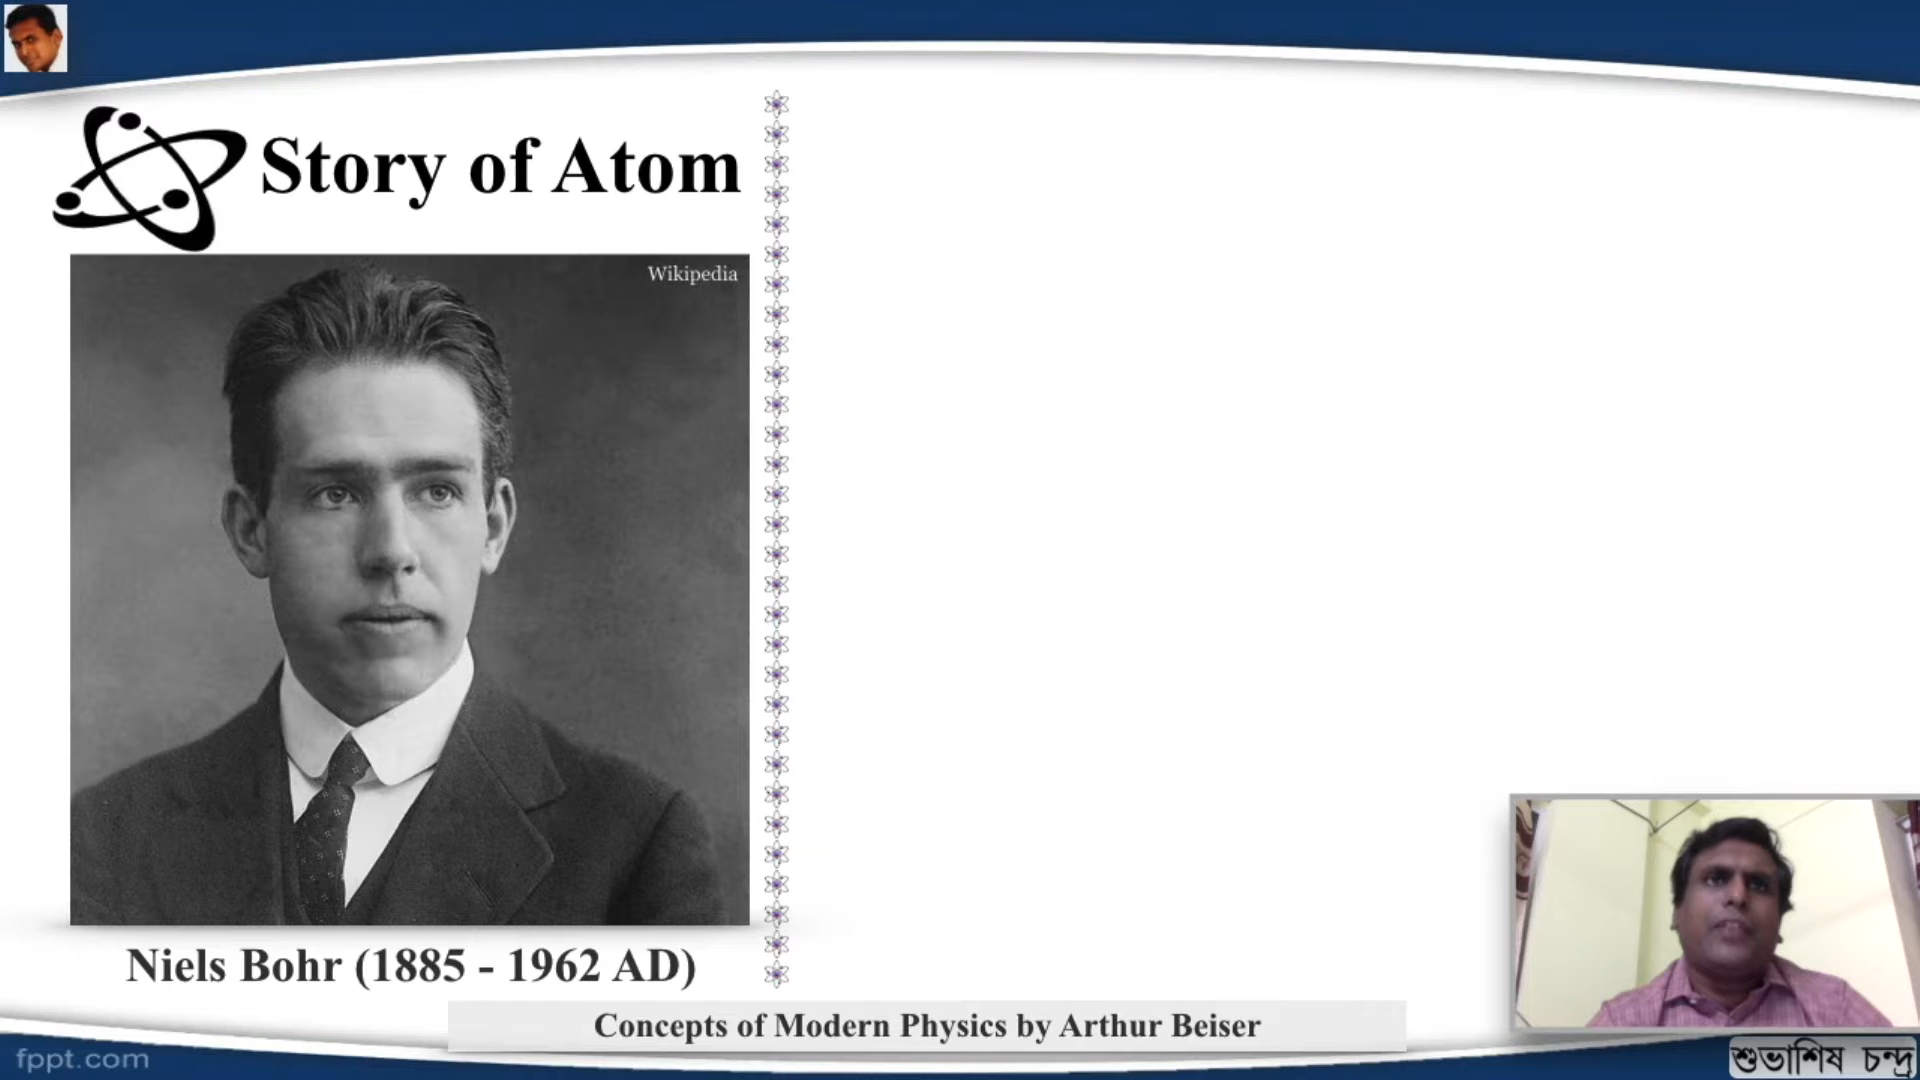 Story of Atom
Wikipedia
Niels Bohr (1885 - 1962 AD)
Concepts of Modern Physics by Arthur Beiser
fppt.com
শুভাশিষ চন্দ্র